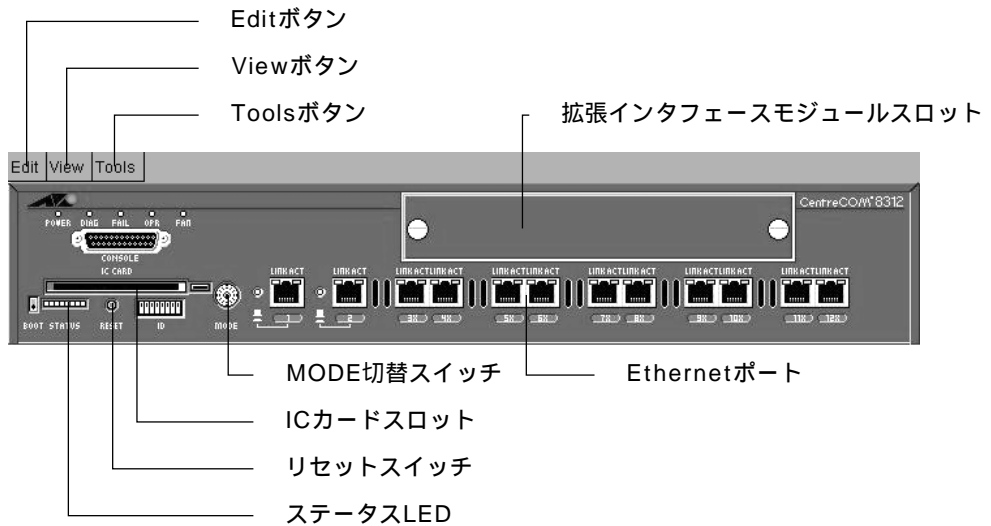 Editボタン
Viewボタン
Toolsボタン
拡張インタフェースモジュールスロット
Edit View Tools
CentreCOM 8312
POWER DIAG FAIL OPR FAN
CONSOLE
IC CARD
LINK ACT LINK ACT LINK ACT LINK ACT LINK ACT LINK ACT LINK ACT LINK ACT LINK ACT LINK ACT LINK ACT LINK ACT
BOOT STATUS RESET ID MODE
1 2 3X 4X 5X 6X 7X 8X 9X 10X 11X 12X
MODE切替スイッチ
Ethernetポート
ICカードスロット
リセットスイッチ
ステータスLED